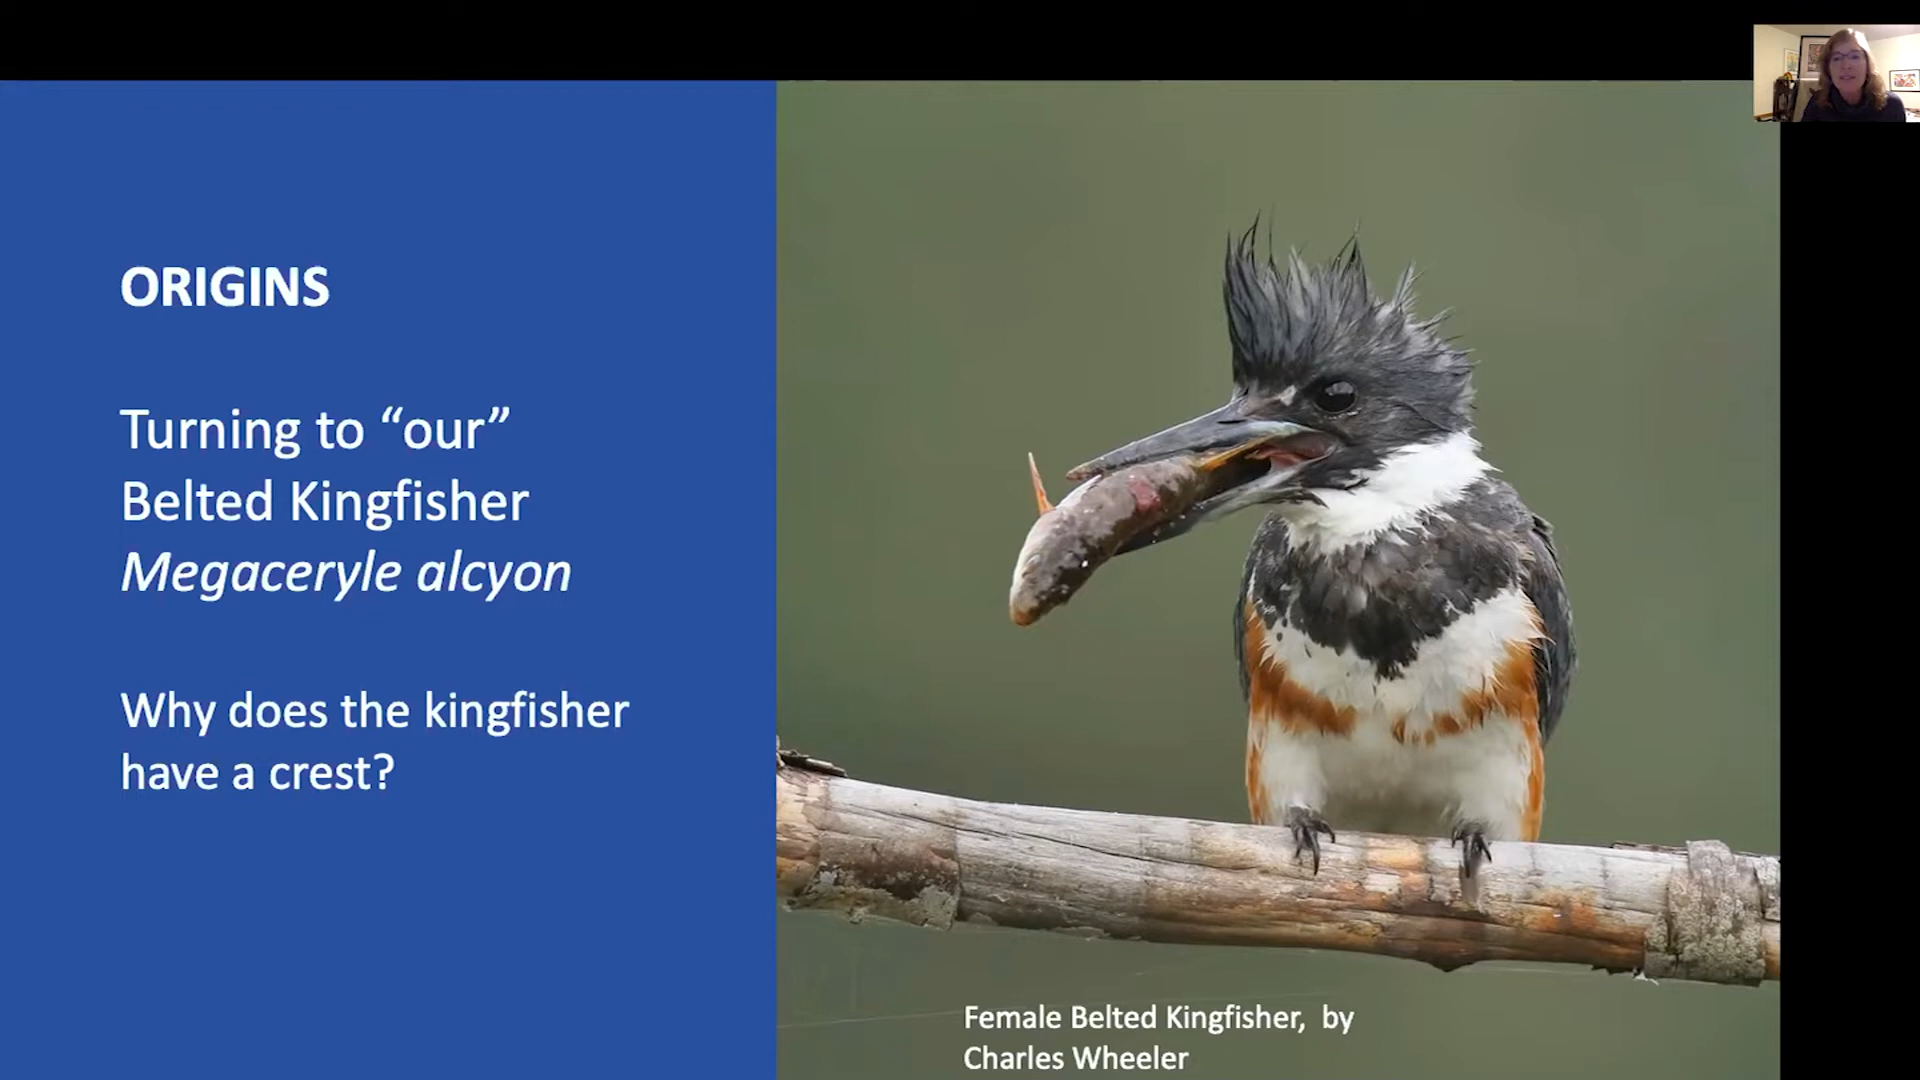 ORIGINS
Turning to “our”
Belted Kingfisher
Megaceryle alcyon
Why does the kingfisher
have a crest?
Female Belted Kingfisher, by
Charles Wheeler